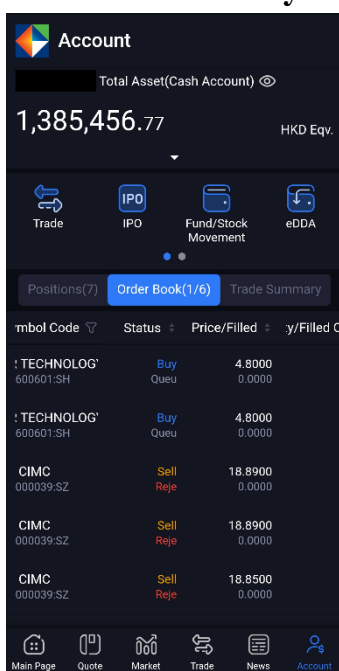 Account
Total Asset(Cash Account)
1,385,456.77 HKD Eqv.
Trade IPO Fund/Stock Movement eDDA
Positions(7) Order Book(1/6) Trade Summary
mbol Code Status Price/Filled y/Filled
TECHNOLOG Buy 4.8000
600601:SH Queu 0.0000
TECHNOLOG Buy 4.8000
600601:SH Queu 0.0000
CIMC Sell 18.8900
000039:SZ Reje 0.0000
CIMC Sell 18.8900
000039:SZ Reje 0.0000
CIMC Sell 18.8500
000039:SZ Reje 0.0000
Main Page Quote Market Trade News Account